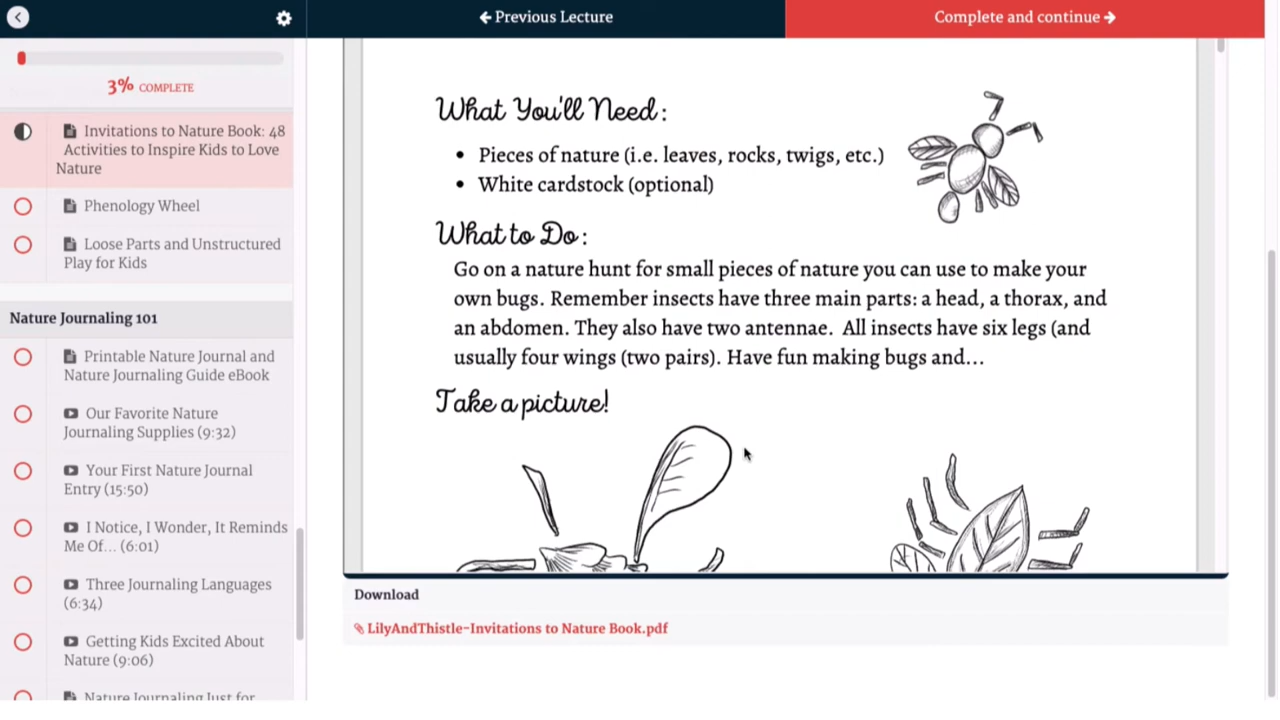 Previous Lecture
Complete and continue
3% COMPLETE
Invitations to Nature Book: 48
Activities to Inspire Kids to Love
Nature
Phenology Wheel
Loose Parts and Unstructured
Play for Kids
Nature Journaling 101
Printable Nature Journal and
Nature Journaling Guide eBook
Our Favorite Nature
Journaling Supplies (9:32)
Your First Nature Journal
Entry (15:50)
I Notice, I Wonder, It Reminds
Me Of... (6:01)
Three Journaling Languages
(6:34)
Getting Kids Excited About
Nature (9:06)
Nature Journaling Just for
What You'll Need:
• Pieces of nature (i.e. leaves, rocks, twigs, etc.)
• White cardstock (optional)
What to Do:
Go on a nature hunt for small pieces of nature you can use to make your
own bugs. Remember insects have three main parts: a head, a thorax, and
an abdomen. They also have two antennae.  All insects have six legs (and
usually four wings (two pairs). Have fun making bugs and...
Take a picture!
Download
LilyAndThistle-Invitations to Nature Book.pdf